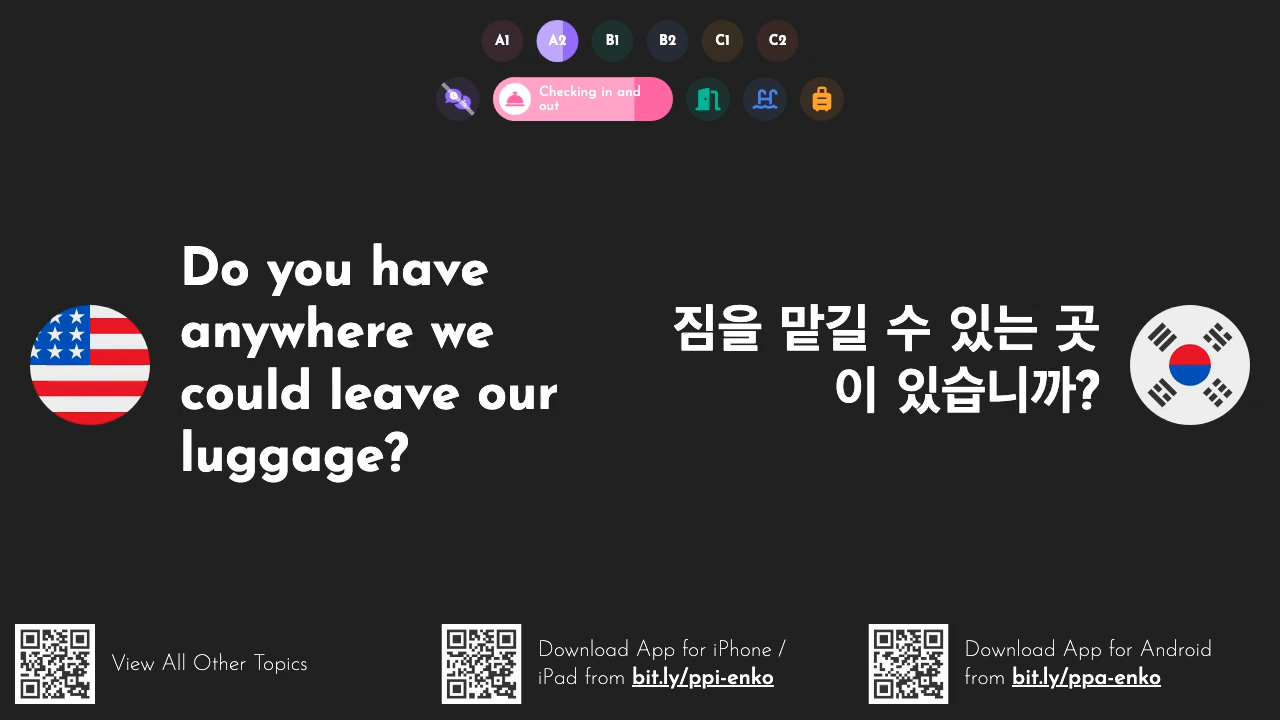 A1 A2 B1 B2 C1 C2
Checking in and
out
Do you have
anywhere we
could leave our
luggage?
짐을 맡길 수 있는 곳
이 있습니까?
View All Other Topics
Download App for iPhone /
iPad from bit.ly/ppi-enko
Download App for Android
from bit.ly/ppa-enko